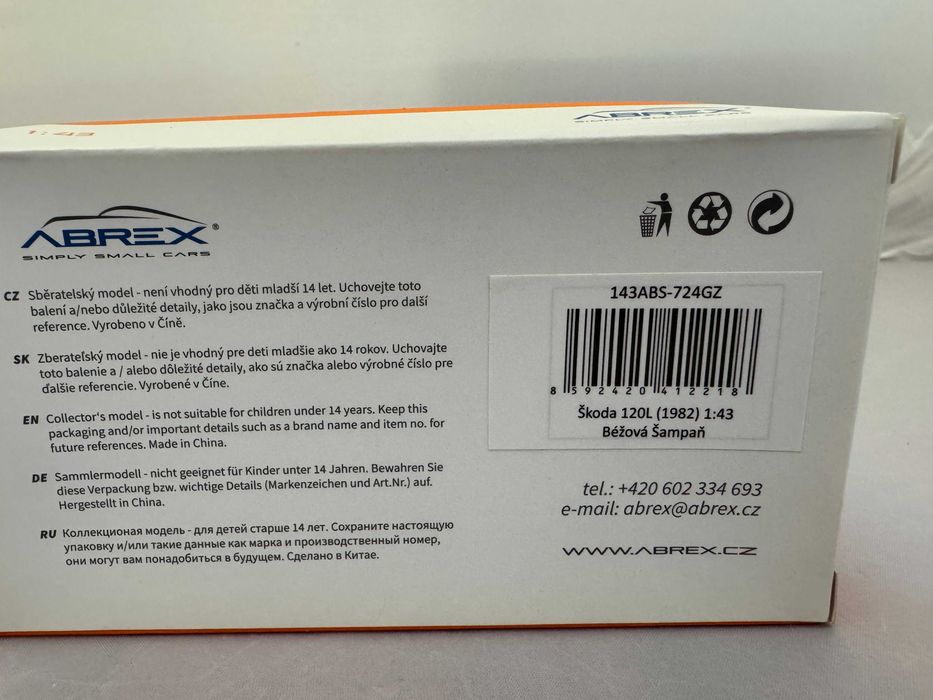 1:43
ABREX
SIMPLY SMALL CARS
ABREX®
SIMPLY SMALL CARS
CZ Sběratelský model - není vhodný pro děti mladší 14 let. Uchovejte toto
balení a/nebo důležité detaily, jako jsou značka a výrobní číslo pro další
reference. Vyrobeno v Číně.
SK Zberateľský model - nie je vhodný pre deti mladšie ako 14 rokov. Uchovajte
toto balenie a / alebo dôležité detaily, ako sú značka alebo výrobné číslo pre
ďalšie referencie. Vyrobené v Číne.
EN Collector's model - is not suitable for children under 14 years. Keep this
packaging and/or important details such as a brand name and item no. for
future references. Made in China.
DE Sammlermodell - nicht geeignet für Kinder unter 14 Jahren. Bewahren Sie
diese Verpackung bzw. wichtige Details (Markenzeichen und Art.Nr.) auf.
Hergestellt in China.
RU Коллекционная модель - для детей старше 14 лет. Сохраните настоящую
упаковку и/или такие данные как марка и производственный номер,
они могут вам понадобиться в будущем. Сделано в Китае.
143ABS-724GZ
8 592420 412218
Škoda 120L (1982) 1:43
Béžová Šampaň
tel.: +420 602 334 693
e-mail: abrex@abrex.cz
WWW.ABREX.CZ